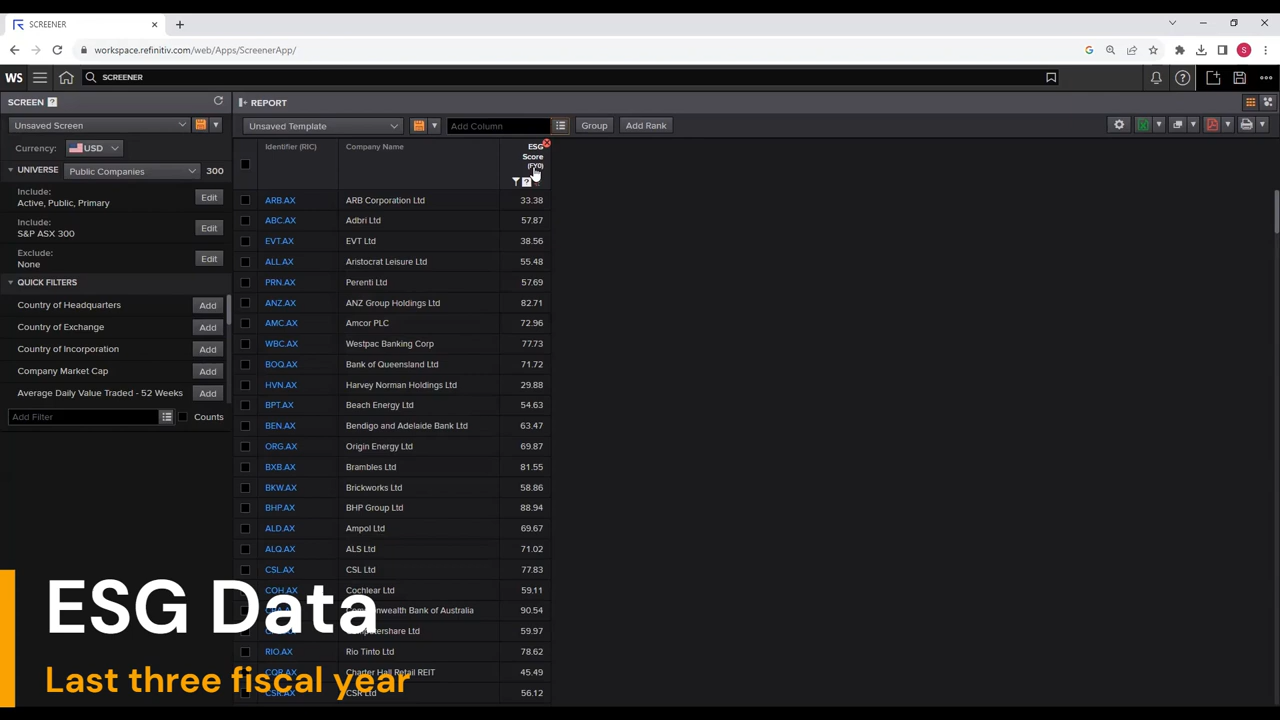 SCREENER
workspace.refinitiv.com/web/Apps/ScreenerApp/
S
WS
SCREENER
SCREEN
Unsaved Screen
Currency: USD
UNIVERSE Public Companies 300
Include:
Active, Public, Primary
Edit
Include:
S&P ASX 300
Edit
Exclude:
None
Edit
QUICK FILTERS
Country of Headquarters Add
Country of Exchange Add
Country of Incorporation Add
Company Market Cap Add
Average Daily Value Traded - 52 Weeks Add
Add Filter Counts
REPORT
Unsaved Template Add Column Group Add Rank
Identifier (RIC) Company Name ESG
Score
(FY0)
ARB.AX ARB Corporation Ltd 33.38
ABC.AX Adbri Ltd 57.87
EVT.AX EVT Ltd 38.56
ALL.AX Aristocrat Leisure Ltd 55.48
PRN.AX Perenti Ltd 57.69
ANZ.AX ANZ Group Holdings Ltd 82.71
AMC.AX Amcor PLC 72.96
WBC.AX Westpac Banking Corp 77.73
BOQ.AX Bank of Queensland Ltd 71.72
HVN.AX Harvey Norman Holdings Ltd 29.88
BPT.AX Beach Energy Ltd 54.63
BEN.AX Bendigo and Adelaide Bank Ltd 63.47
ORG.AX Origin Energy Ltd 69.87
BXB.AX Brambles Ltd 81.55
BKW.AX Brickworks Ltd 58.86
BHP.AX BHP Group Ltd 88.94
ALD.AX Ampol Ltd 69.67
ALQ.AX ALS Ltd 71.02
CSL.AX CSL Ltd 77.83
COH.AX Cochlear Ltd 59.11
Bank of Australia 90.54
Ltd 59.97
RIO.AX Rio Tinto Ltd 78.62
CQR.AX Charter Hall Retail REIT 45.49
CSR.AX CSR Ltd 56.12
ESG Data
Last three fiscal year